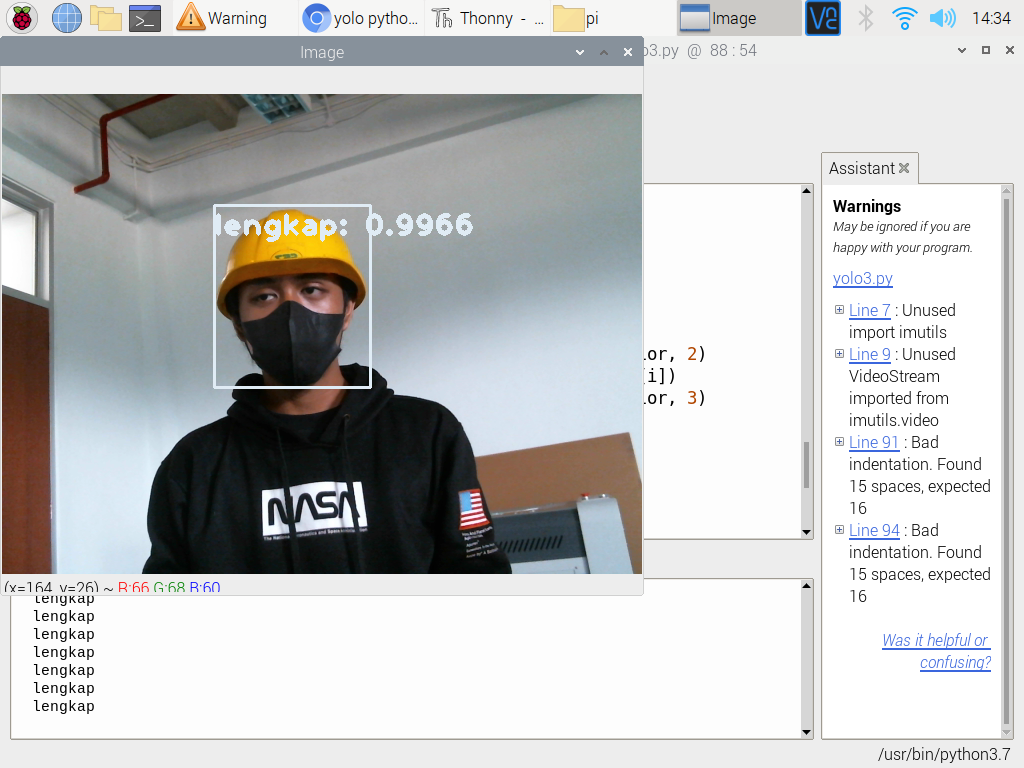 Warning
yolo pytho...
Thonny - ...
pi
Image
14:34
Image
o3.py @ 88 : 54
lengkap: 0.9966
NASA
(x=164, y=26) ~ R:66 G:68 B:60
ior, 2)
[i])
ior, 3)
lengkap
lengkap
lengkap
lengkap
lengkap
lengkap
lengkap
Assistant
Warnings
May be ignored if you are
happy with your program.
yolo3.py
Line 7 : Unused
import imutils
Line 9 : Unused
VideoStream
imported from
imutils.video
Line 91 : Bad
indentation. Found
15 spaces, expected
16
Line 94 : Bad
indentation. Found
15 spaces, expected
16
Was it helpful or
confusing?
/usr/bin/python3.7